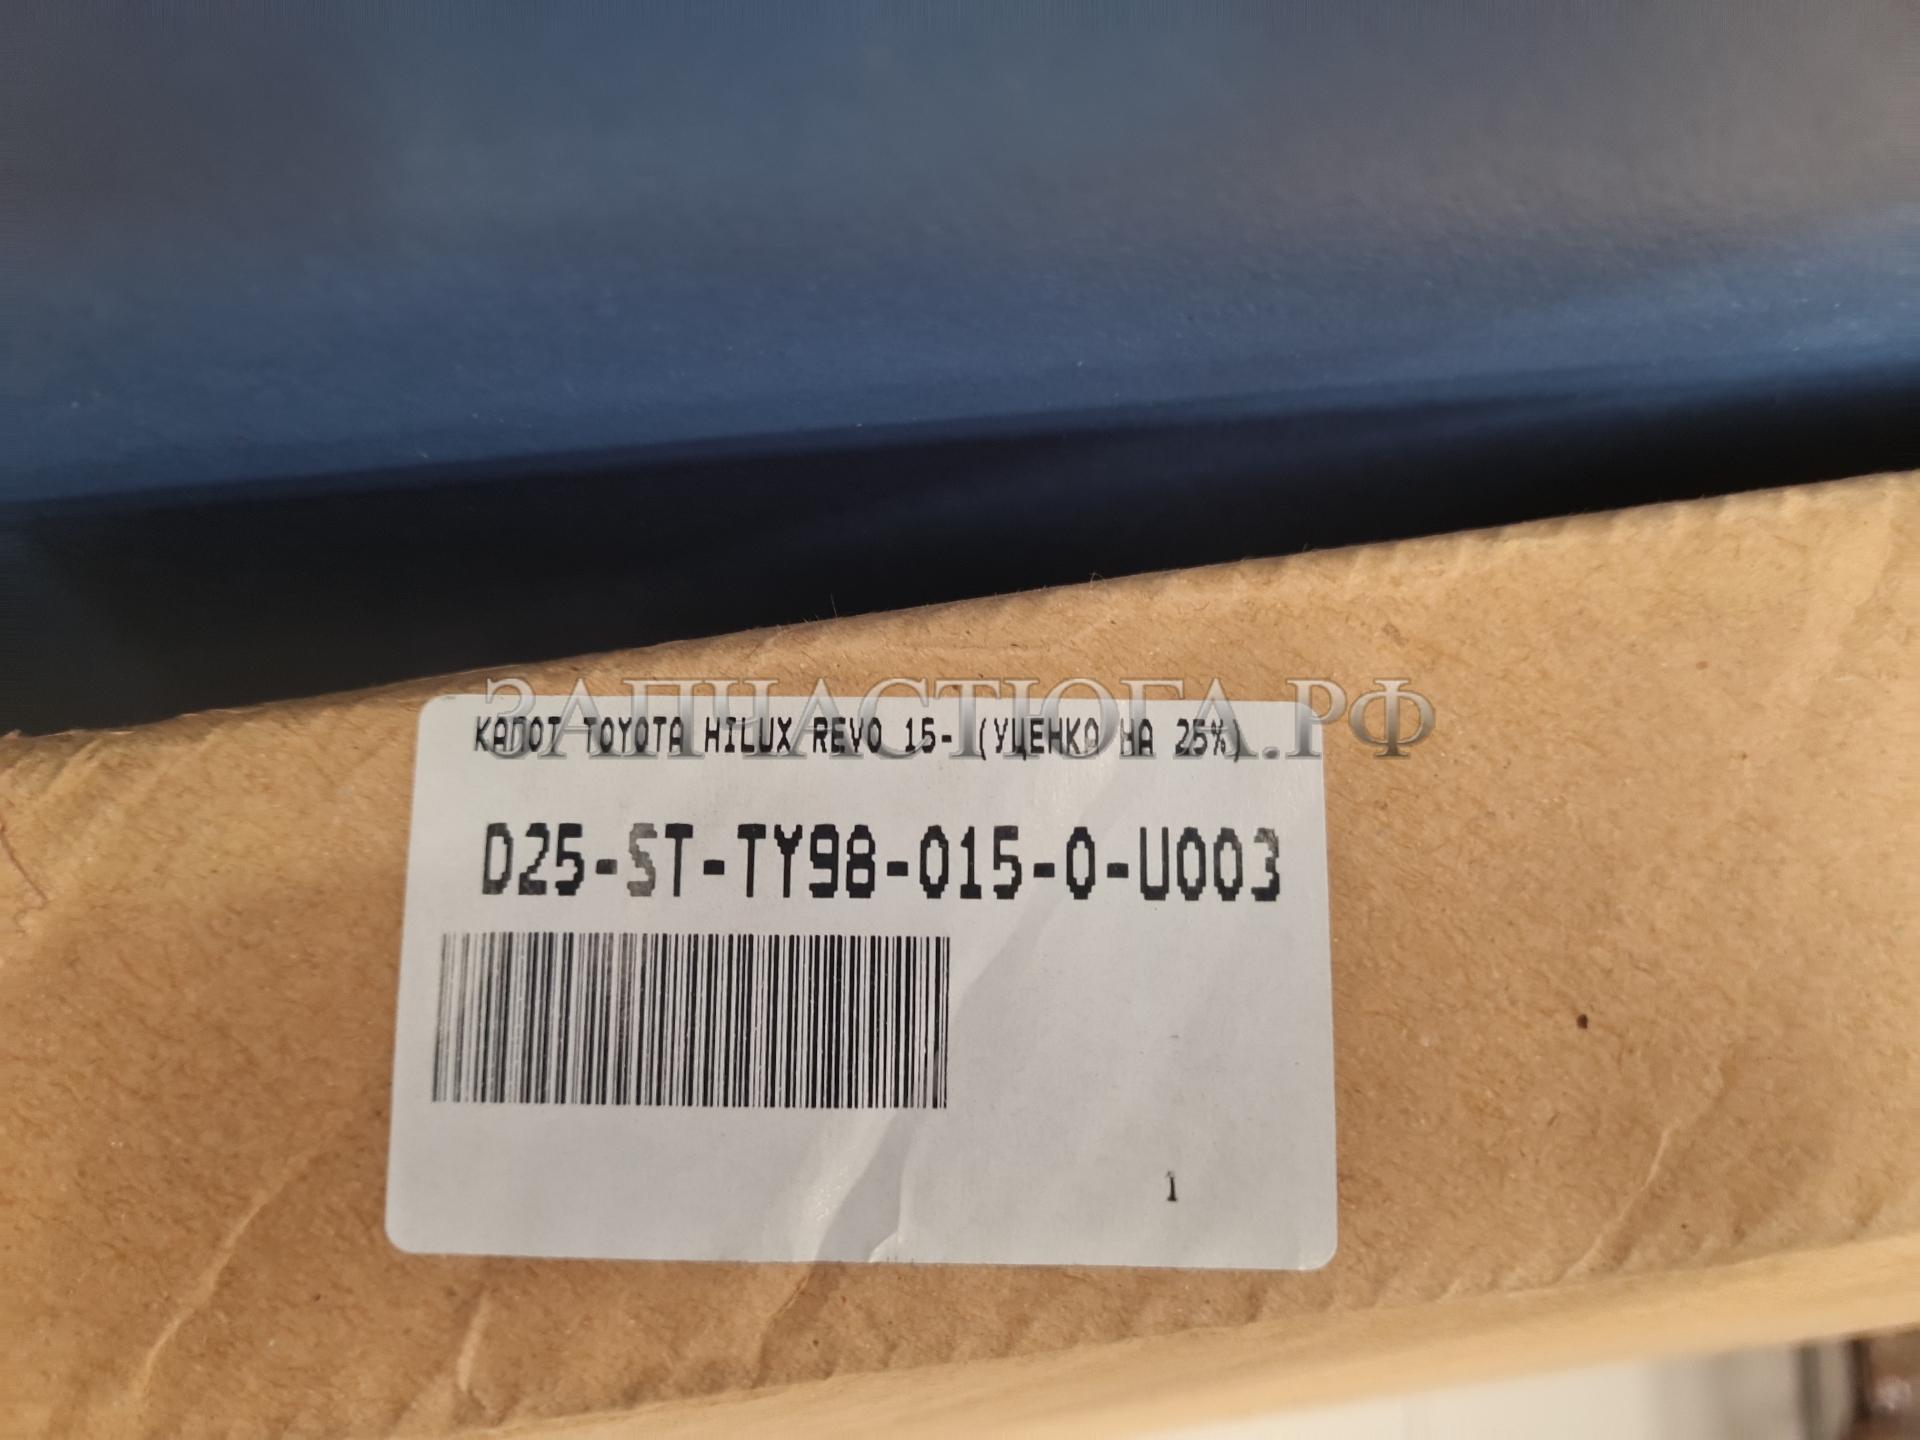 ЗАПЧАСТЮГА.РФ
КАПОТ TOYOTA HILUX REVO 15- (УЦЕНКА НА 25%)
D25-ST-TY98-015-0-U003
1